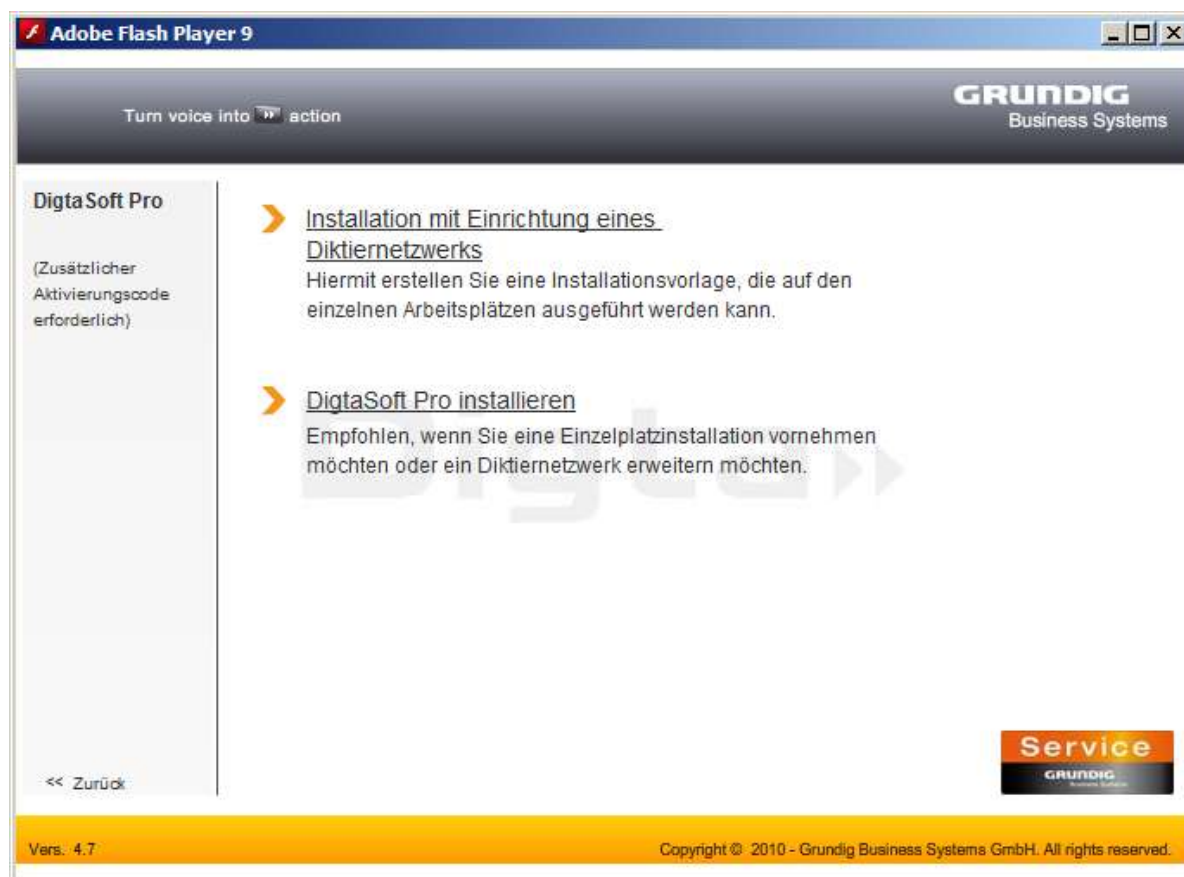 Adobe Flash Player 9
Turn voice into action
GRUNDIG
Business Systems
DigtaSoft Pro
(Zusätzlicher
Aktivierungscode
erforderlich)
Installation mit Einrichtung eines
Diktiernetzwerks
Hiermit erstellen Sie eine Installationsvorlage, die auf den
einzelnen Arbeitsplätzen ausgeführt werden kann.
DigtaSoft Pro installieren
Empfohlen, wenn Sie eine Einzelplatzinstallation vornehmen
möchten oder ein Diktiernetzwerk erweitern möchten.
Digta
Service
GRUNDIG
Business Systems
<< Zurück
Vers. 4.7
Copyright © 2010 - Grundig Business Systems GmbH. All rights reserved.